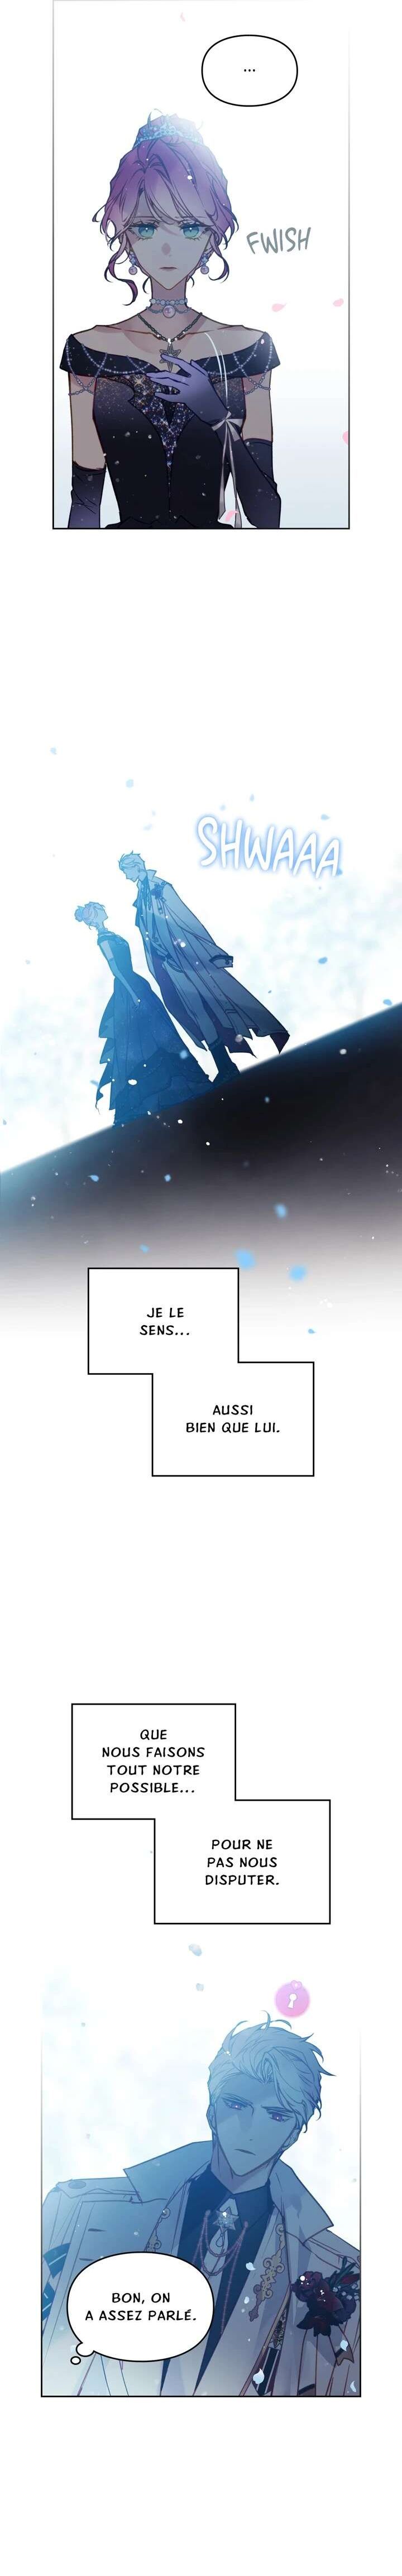 ...
FWISH
SHWAAA
JE LE
SENS...
AUSSI
BIEN QUE LUI.
QUE
NOUS FAISONS
TOUT NOTRE
POSSIBLE...
POUR NE
PAS NOUS
DISPUTER.
BON, ON
A ASSEZ PARLÉ.